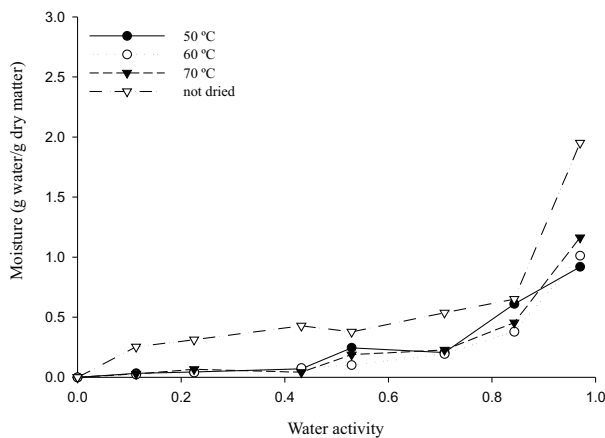 3.0
2.5
2.0
1.5
1.0
0.5
0.0
Moisture (g water/g dry matter)
50 ºC
60 ºC
70 ºC
not dried
0.0 0.2 0.4 0.6 0.8 1.0
Water activity